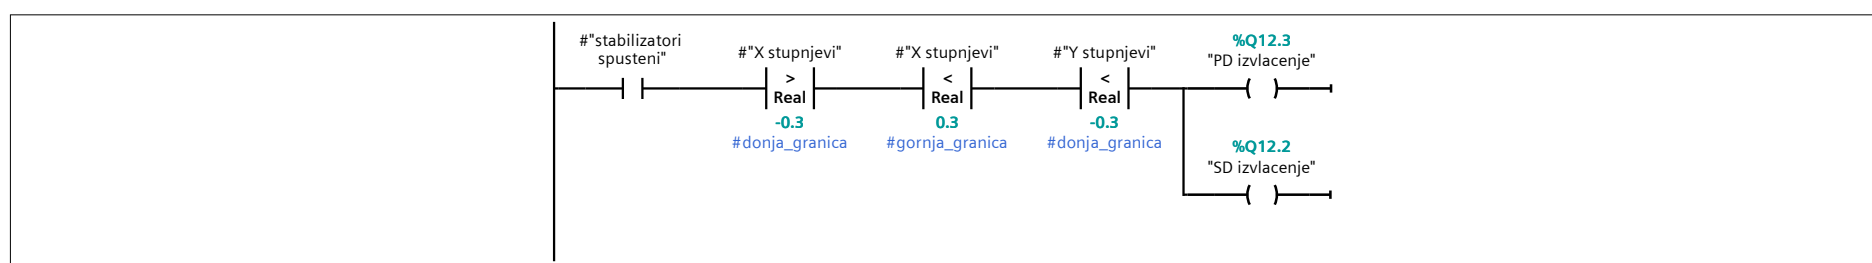 #"stabilizatori
spusteni"
#"X stupnjevi"
>
Real
-0.3
#donja_granica
#"X stupnjevi"
<
Real
0.3
#gornja_granica
#"Y stupnjevi"
<
Real
-0.3
#donja_granica
%Q12.3
"PD izvlacenje"
%Q12.2
"SD izvlacenje"